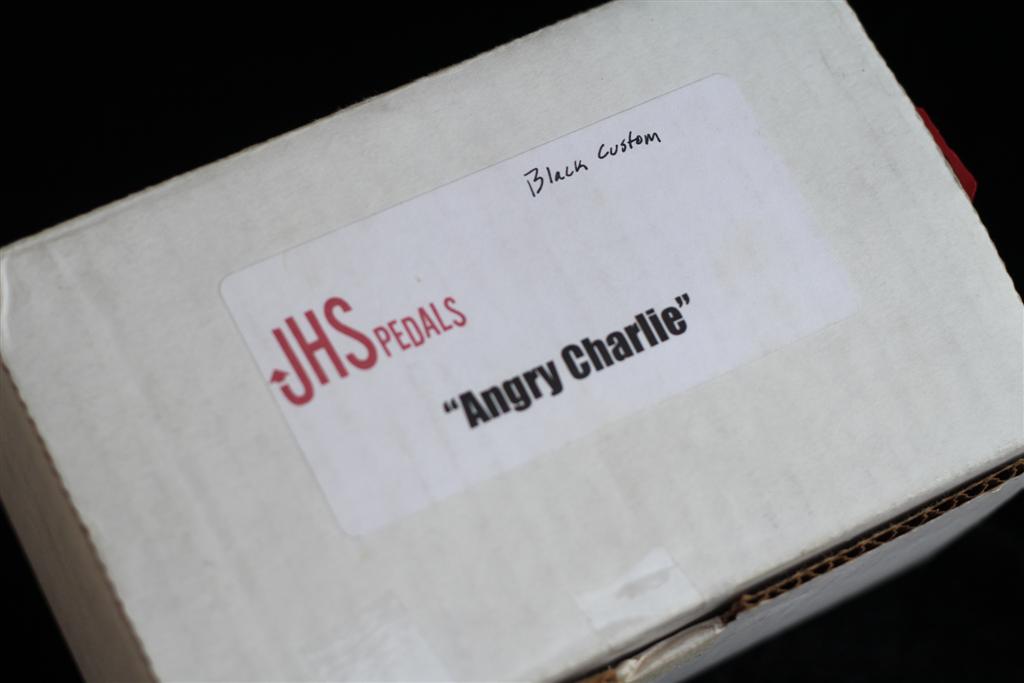 Black Custom
JHS PEDALS
“Angry Charlie”